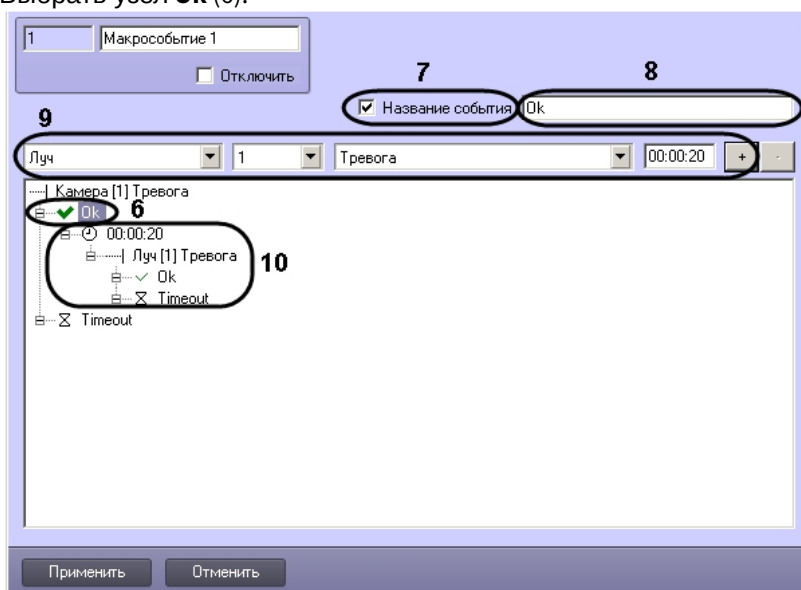 Выбрать узел Ok (6).
1 Макрособытие 1
Отключить
7 8
Название события Ok
9
Луч 1 Тревога 00:00:20 + -
Камера [1] Тревога
Ok 6
00:00:20
Луч [1] Тревога
10
Ok
Timeout
Timeout
Применить Отменить